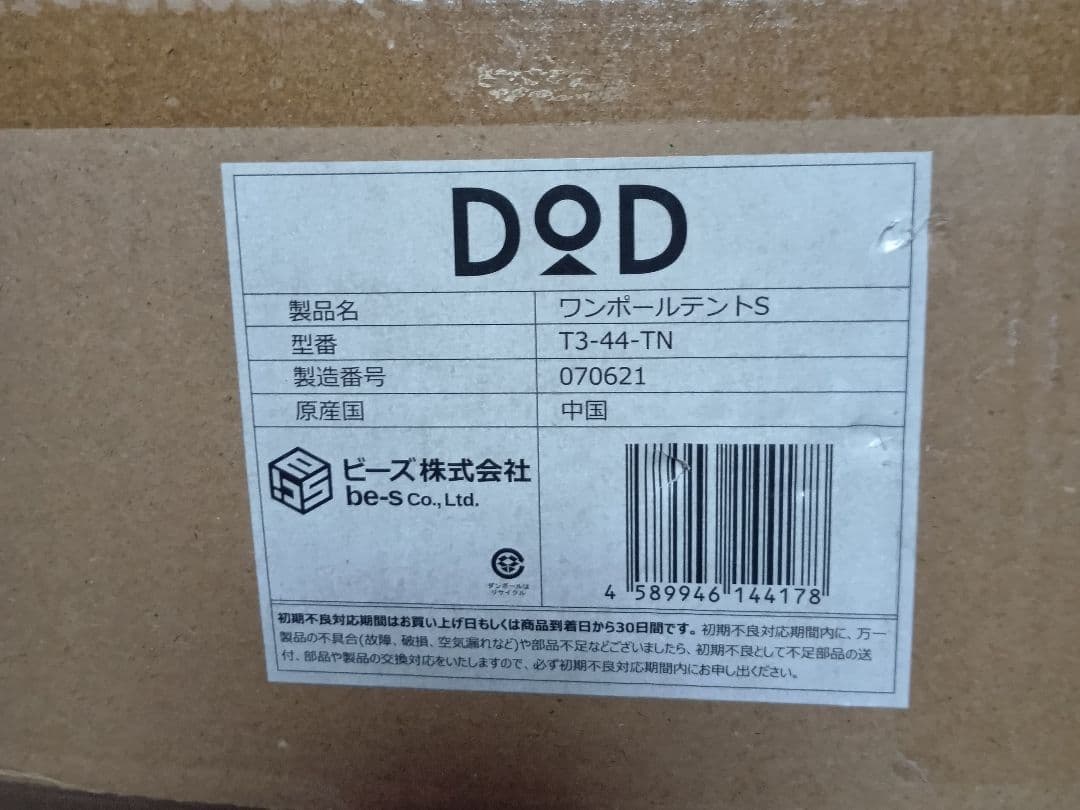 DOD
製品名 ワンポールテントS
型番 T3-44-TN
製造番号 070621
原産国 中国
ビーズ株式会社
be-s Co., Ltd.
ダンボールは
リサイクル
4 589946 144178
初期不良対応期間はお買い上げ日もしくは商品到着日から30日間です。初期不良対応期間内に、万一
製品の不具合(故障、破損、空気漏れなど)や部品不足などございましたら、初期不良として不足部品の送
付、部品や製品の交換対応をいたしますので、必ず初期不良対応期間内にお申し出ください。